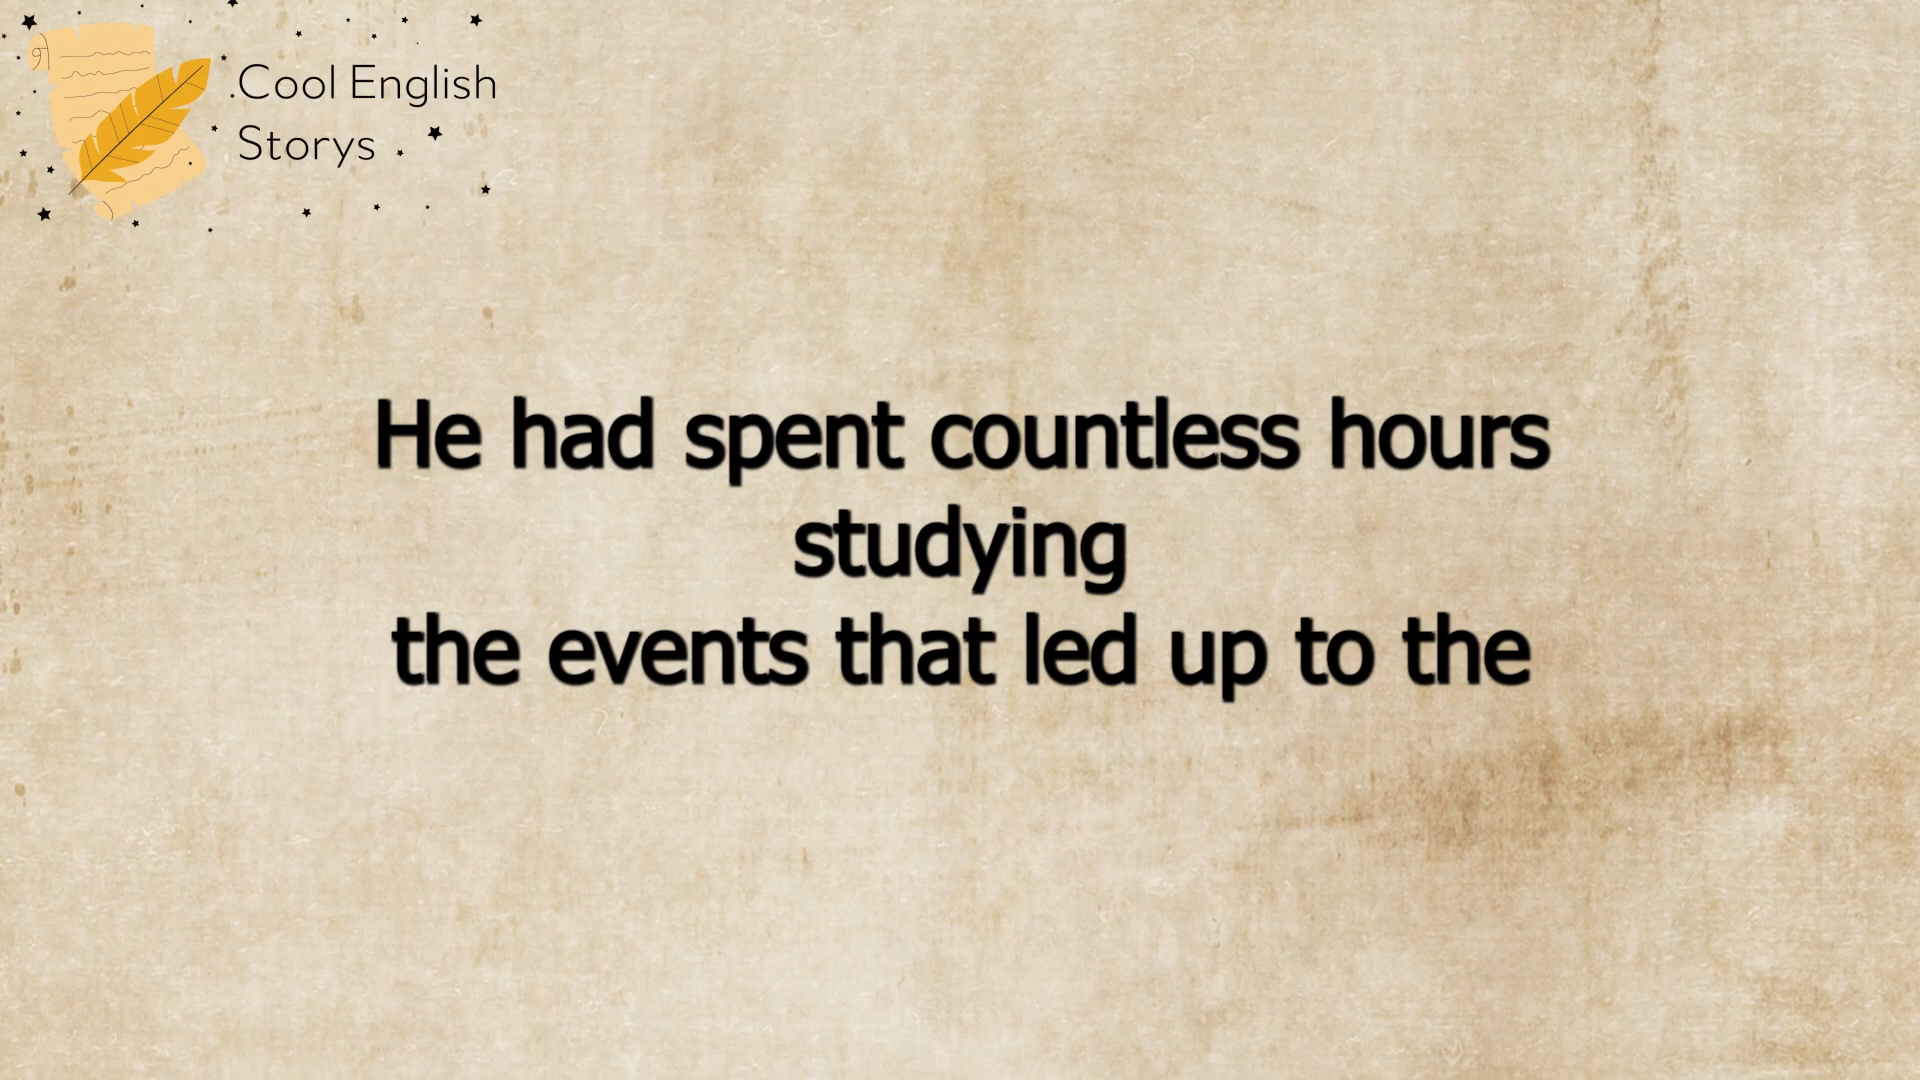 .Cool English
Storys
He had spent countless hours
studying
the events that led up to the